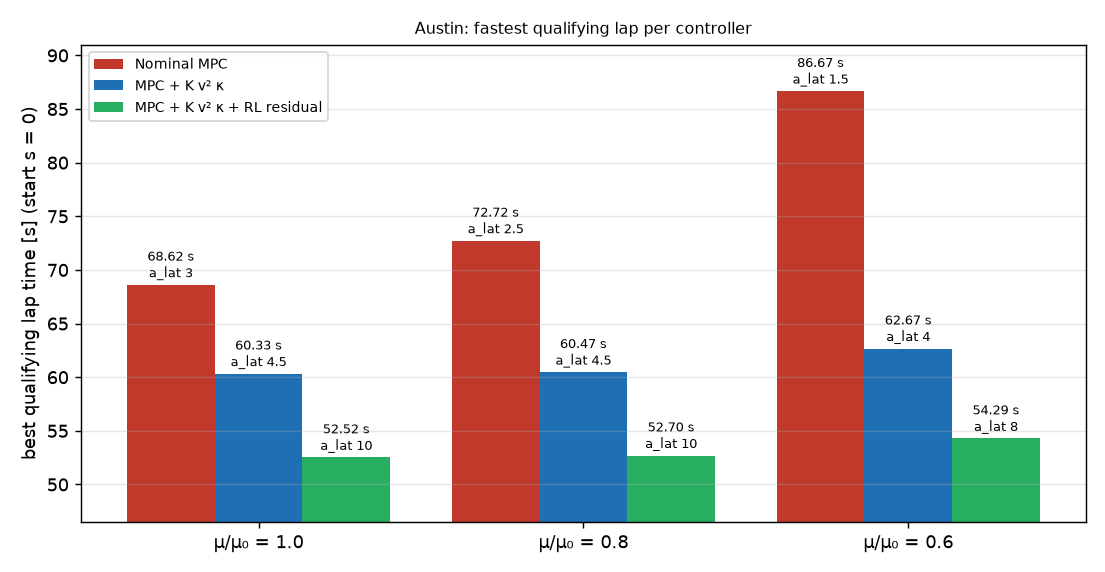 Austin: fastest qualifying lap per controller
best qualifying lap time [s] (start s = 0)
90
85
80
75
70
65
60
55
50
Nominal MPC
MPC + K v² κ
MPC + K v² κ + RL residual
68.62 s
a_lat 3
60.33 s
a_lat 4.5
52.52 s
a_lat 10
72.72 s
a_lat 2.5
60.47 s
a_lat 4.5
52.70 s
a_lat 10
86.67 s
a_lat 1.5
62.67 s
a_lat 4
54.29 s
a_lat 8
μ/μ₀ = 1.0
μ/μ₀ = 0.8
μ/μ₀ = 0.6